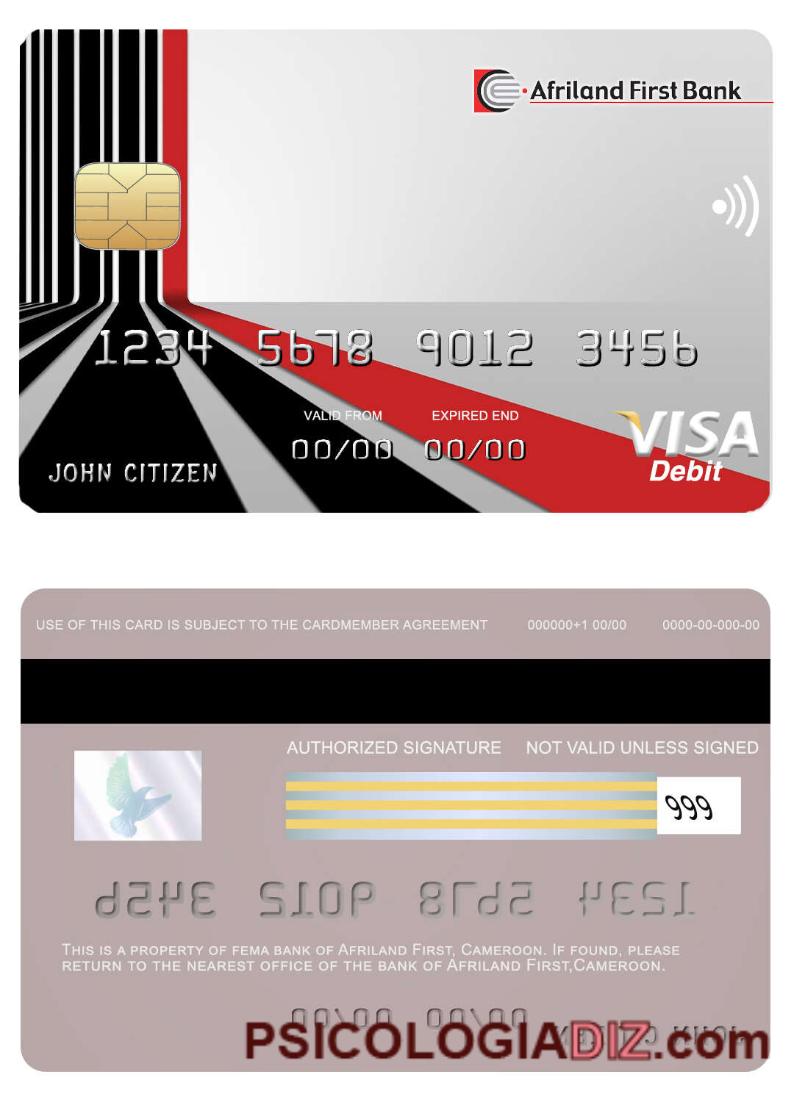 Afriland First Bank
1234 5678 9012 3456
VALID FROM EXPIRED END
00/00 00/00
VISA
Debit
JOHN CITIZEN
USE OF THIS CARD IS SUBJECT TO THE CARDMEMBER AGREEMENT 000000+1 00/00 0000-00-000-00
AUTHORIZED SIGNATURE NOT VALID UNLESS SIGNED
999
THIS IS A PROPERTY OF FEMA BANK OF AFRILAND FIRST, CAMEROON. IF FOUND, PLEASE
RETURN TO THE NEAREST OFFICE OF THE BANK OF AFRILAND FIRST,CAMEROON.
PSICOLOGIADIZ.com